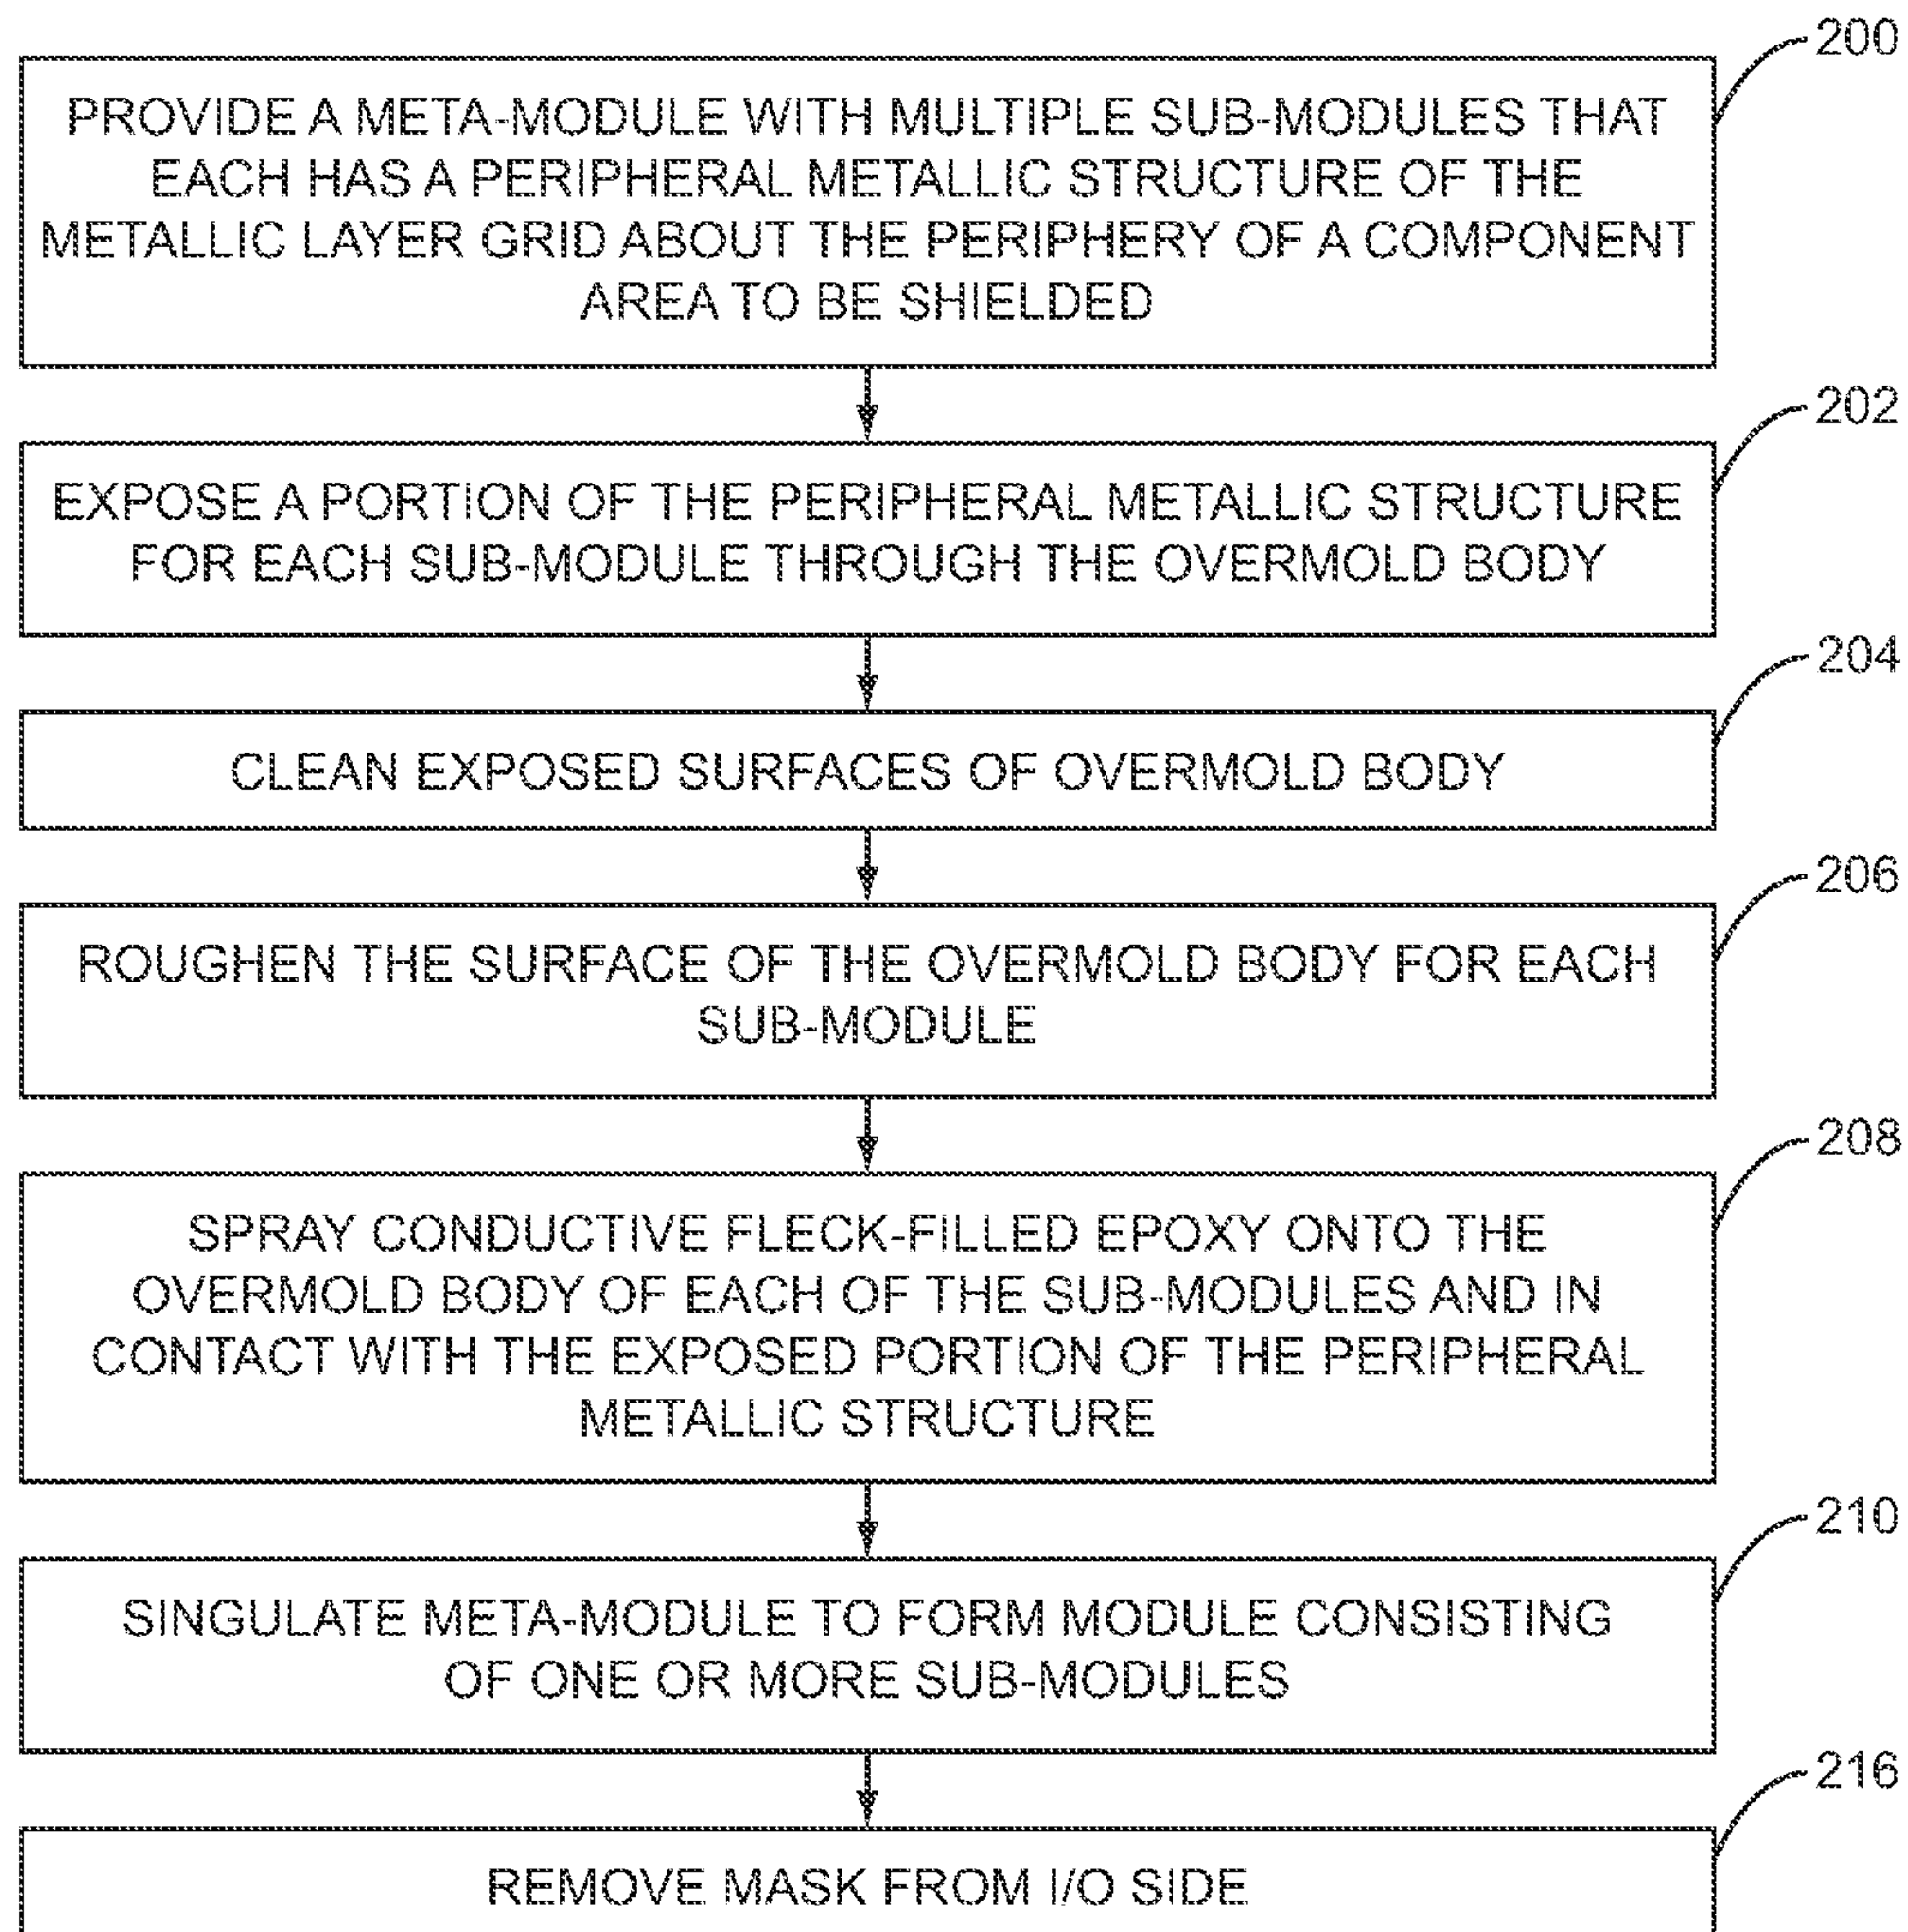 200
PROVIDE A META-MODULE WITH MULTIPLE SUB-MODULES THAT
EACH HAS A PERIPHERAL METALLIC STRUCTURE OF THE
METALLIC LAYER GRID ABOUT THE PERIPHERY OF A COMPONENT
AREA TO BE SHIELDED
202
EXPOSE A PORTION OF THE PERIPHERAL METALLIC STRUCTURE
FOR EACH SUB-MODULE THROUGH THE OVERMOLD BODY
204
CLEAN EXPOSED SURFACES OF OVERMOLD BODY
206
ROUGHEN THE SURFACE OF THE OVERMOLD BODY FOR EACH
SUB-MODULE
208
SPRAY CONDUCTIVE FLECK-FILLED EPOXY ONTO THE
OVERMOLD BODY OF EACH OF THE SUB-MODULES AND IN
CONTACT WITH THE EXPOSED PORTION OF THE PERIPHERAL
METALLIC STRUCTURE
210
SINGULATE META-MODULE TO FORM MODULE CONSISTING
OF ONE OR MORE SUB-MODULES
216
REMOVE MASK FROM I/O SIDE